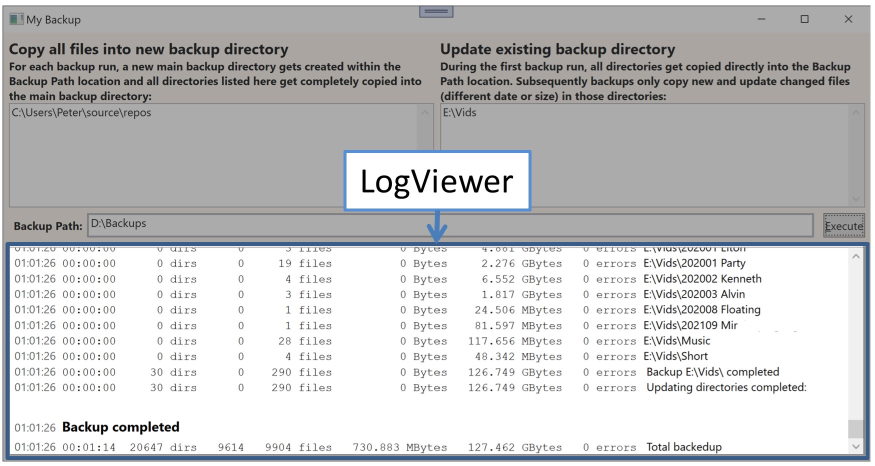 My Backup
Copy all files into new backup directory
For each backup run, a new main backup directory gets created within the
Backup Path location and all directories listed here get completely copied into
the main backup directory:
C:\Users\Peter\source\repos
Update existing backup directory
During the first backup run, all directories get copied directly into the Backup
Path location. Subsequently backups only copy new and update changed files
(different date or size) in those directories:
E:\Vids
LogViewer
Backup Path: D:\Backups Execute
01:01:26 00:00:00 0 dirs 0 3 files 0 Bytes 4.881 GBytes 0 errors E:\Vids\202001 Elton
01:01:26 00:00:00 0 dirs 0 19 files 0 Bytes 2.276 GBytes 0 errors E:\Vids\202001 Party
01:01:26 00:00:00 0 dirs 0 4 files 0 Bytes 6.552 GBytes 0 errors E:\Vids\202002 Kenneth
01:01:26 00:00:00 0 dirs 0 3 files 0 Bytes 1.817 GBytes 0 errors E:\Vids\202003 Alvin
01:01:26 00:00:00 0 dirs 0 1 files 0 Bytes 24.506 MBytes 0 errors E:\Vids\202008 Floating
01:01:26 00:00:00 0 dirs 0 1 files 0 Bytes 81.597 MBytes 0 errors E:\Vids\202109 Mir
01:01:26 00:00:00 0 dirs 0 28 files 0 Bytes 117.656 MBytes 0 errors E:\Vids\Music
01:01:26 00:00:00 0 dirs 0 4 files 0 Bytes 48.342 MBytes 0 errors E:\Vids\Short
01:01:26 00:00:00 30 dirs 0 290 files 0 Bytes 126.749 GBytes 0 errors Backup E:\Vids\ completed
01:01:26 00:00:00 30 dirs 0 290 files 0 Bytes 126.749 GBytes 0 errors Updating directories completed:
01:01:26 Backup completed
01:01:26 00:01:14 20647 dirs 9614 9904 files 730.883 MBytes 127.462 GBytes 0 errors Total backedup